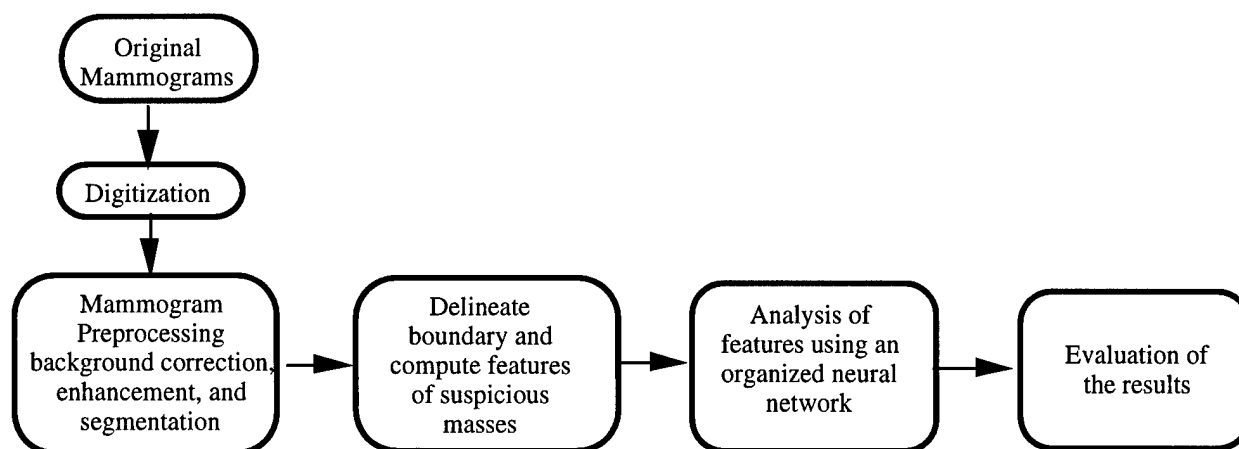 Original
Mammograms
Digitization
Mammogram
Preprocessing
background correction,
enhancement, and
segmentation
Delineate
boundary and
compute features
of suspicious
masses
Analysis of
features using an
organized neural
network
Evaluation of
the results